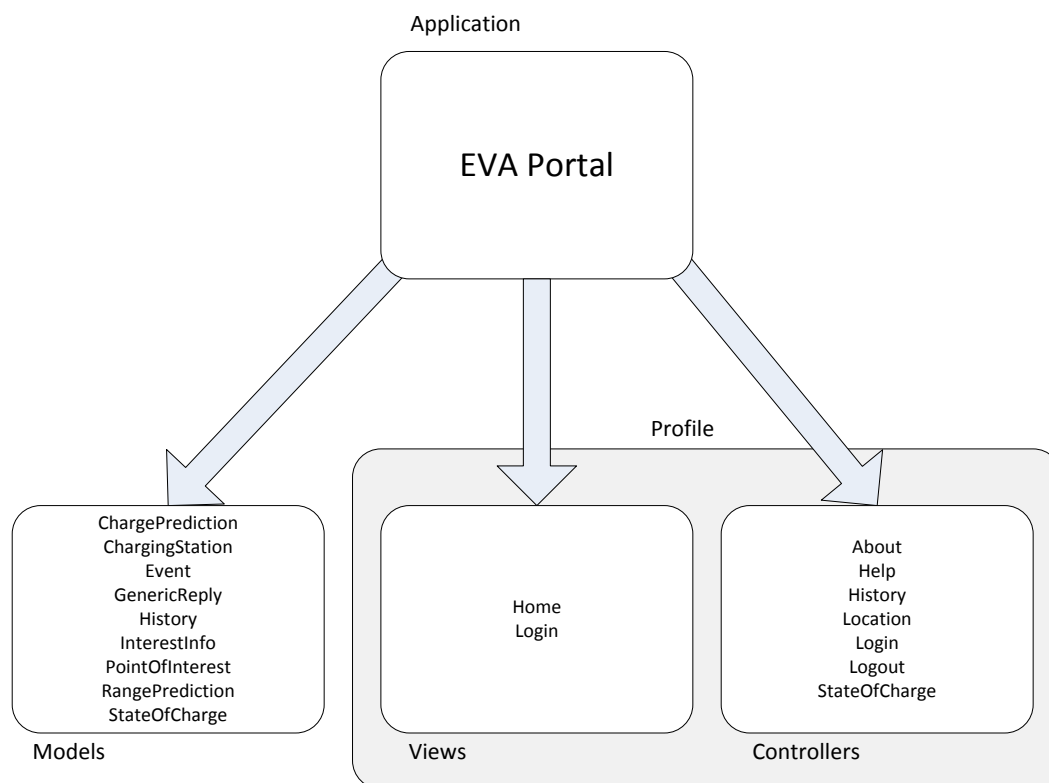 Application
EVA Portal
Profile
ChargePrediction
ChargingStation
Event
GenericReply
History
InterestInfo
PointOfInterest
RangePrediction
StateOfCharge
Models
Home
Login
Views
About
Help
History
Location
Login
Logout
StateOfCharge
Controllers